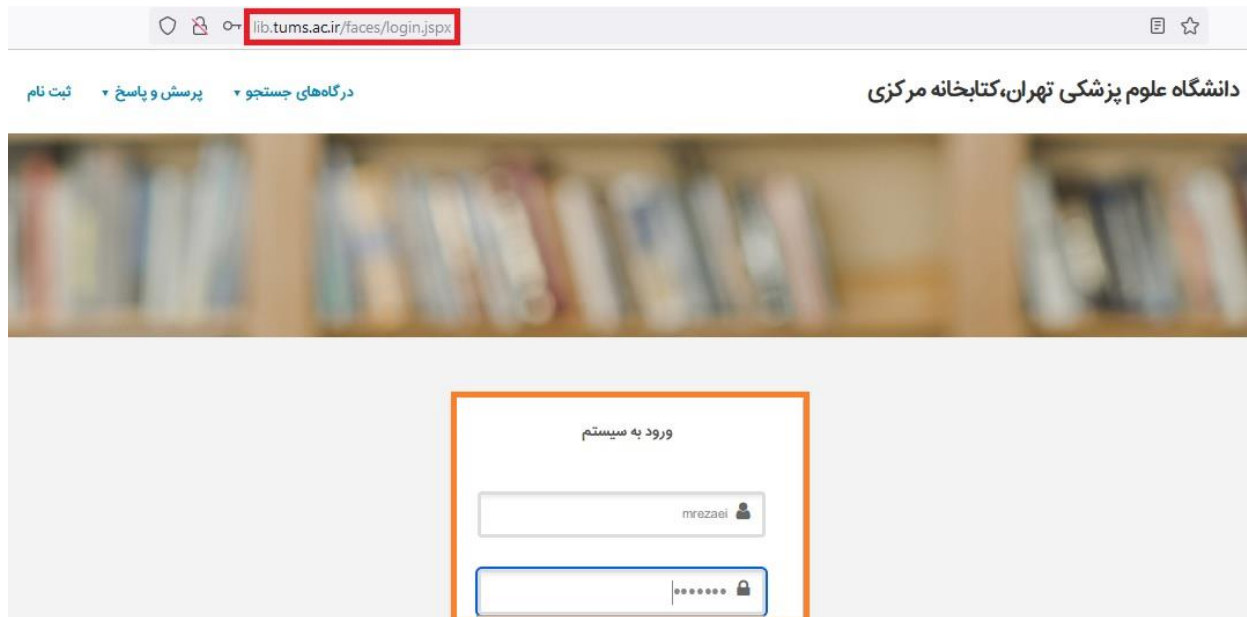 lib.tums.ac.ir/faces/login.jspx
دانشگاه علوم پزشکی تهران،کتابخانه مرکزی
درگاه‌های جستجو ▾ پرسش و پاسخ ▾ ثبت نام
ورود به سیستم
mrezaei
•••••••